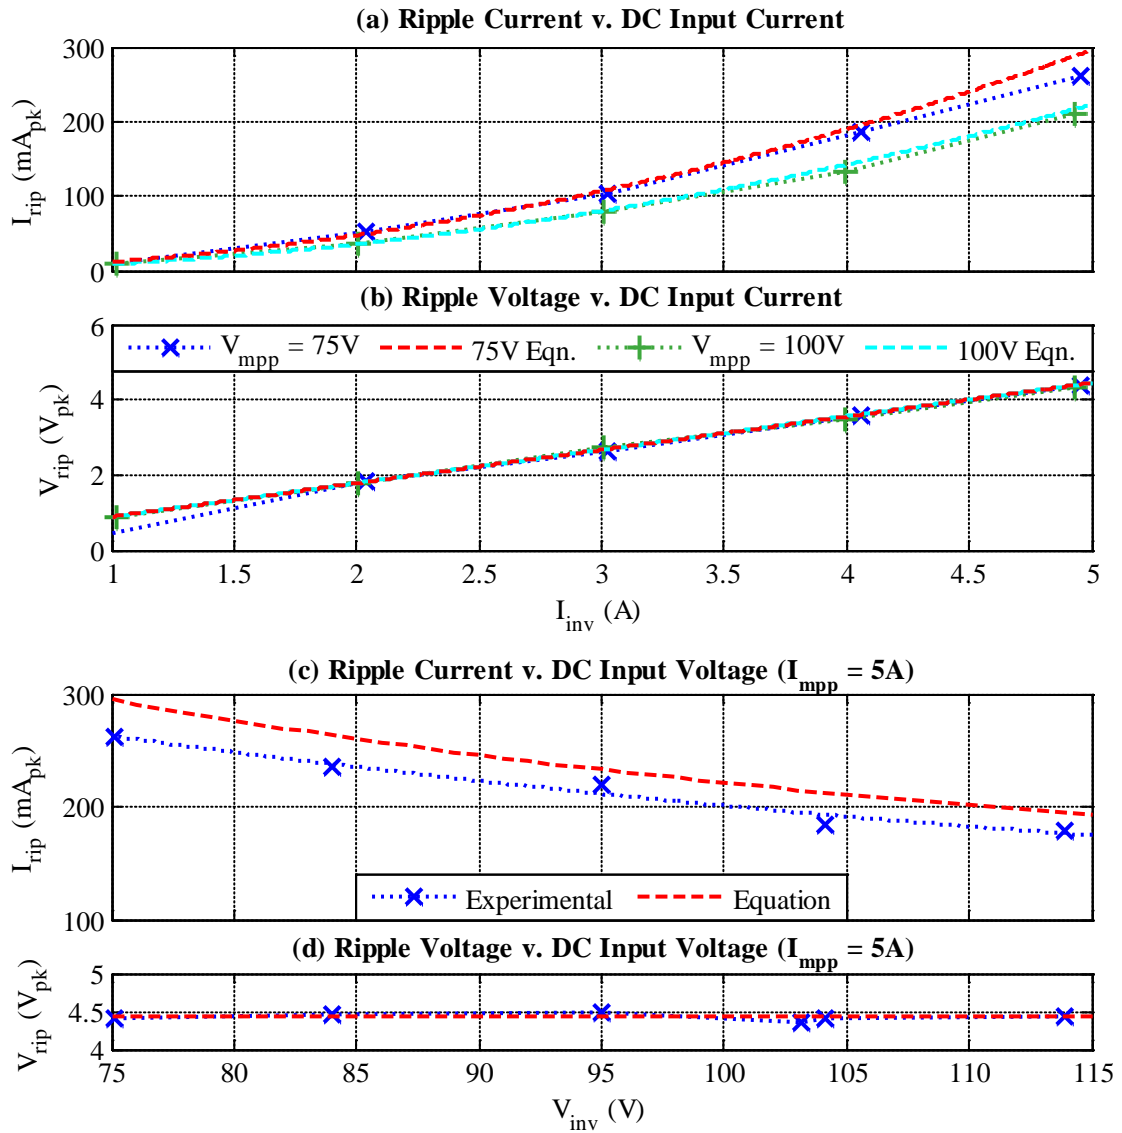 (a) Ripple Current v. DC Input Current
I_rip (mA_pk)
300
200
100
0
(b) Ripple Voltage v. DC Input Current
V_rip (V_pk)
6
4
2
0
V_mpp = 75V 75V Eqn. V_mpp = 100V 100V Eqn.
1 1.5 2 2.5 3 3.5 4 4.5 5
I_inv (A)
(c) Ripple Current v. DC Input Voltage (I_mpp = 5A)
I_rip (mA_pk)
300
200
100
Experimental Equation
(d) Ripple Voltage v. DC Input Voltage (I_mpp = 5A)
V_rip (V_pk)
5
4.5
4
75 80 85 90 95 100 105 110 115
V_inv (V)